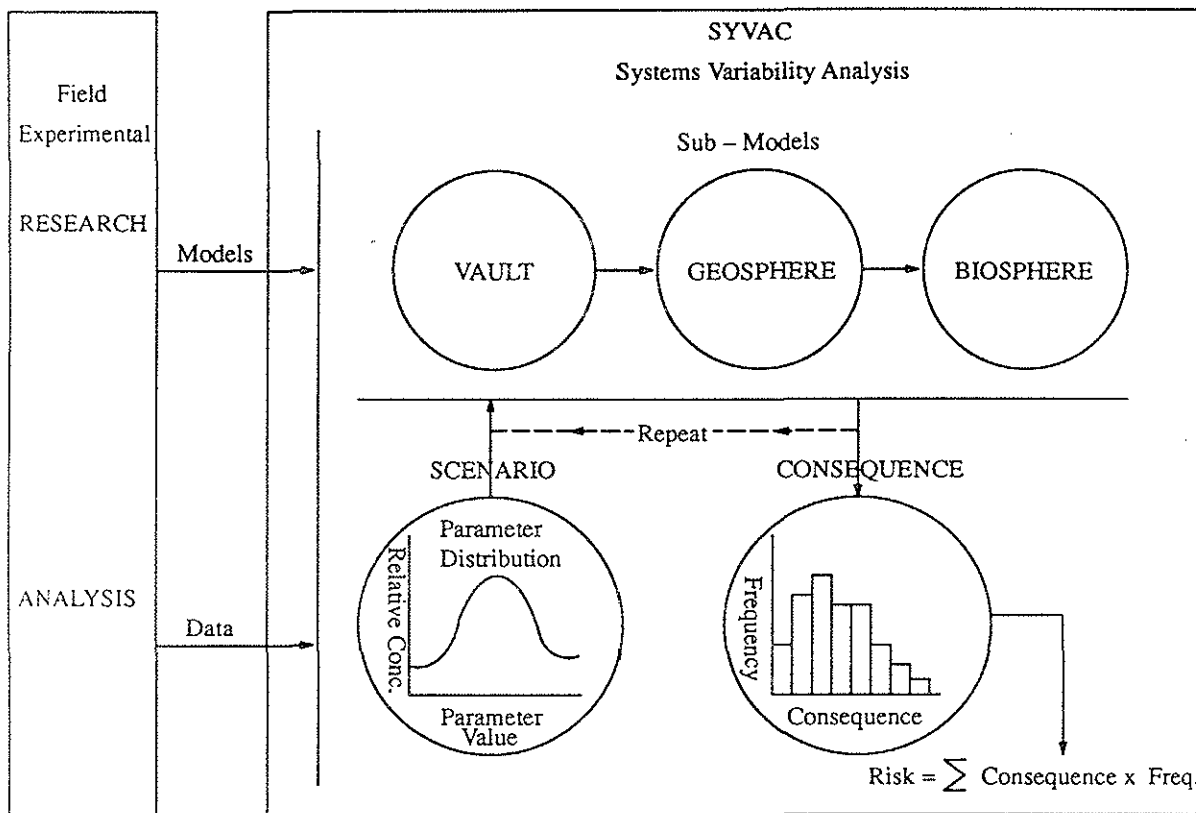 SYVAC
Systems Variability Analysis
Field
Experimental
RESEARCH
ANALYSIS
Models
Data
Sub – Models
VAULT
GEOSPHERE
BIOSPHERE
Repeat
SCENARIO
CONSEQUENCE
Parameter
Distribution
Relative Conc.
Parameter
Value
Frequency
Consequence
Risk = ∑ Consequence x Freq.